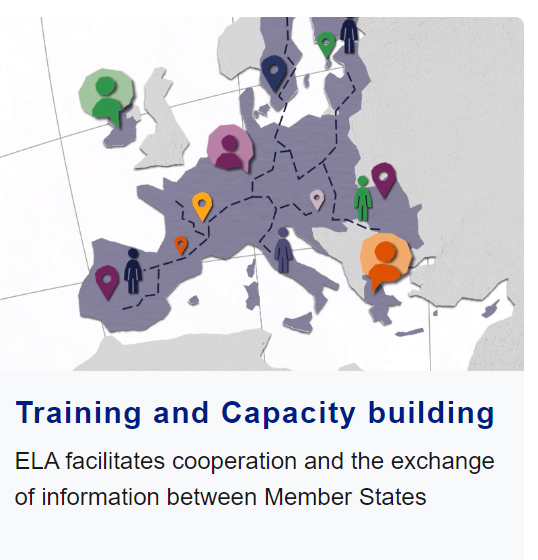 Training and Capacity building
ELA facilitates cooperation and the exchange
of information between Member States